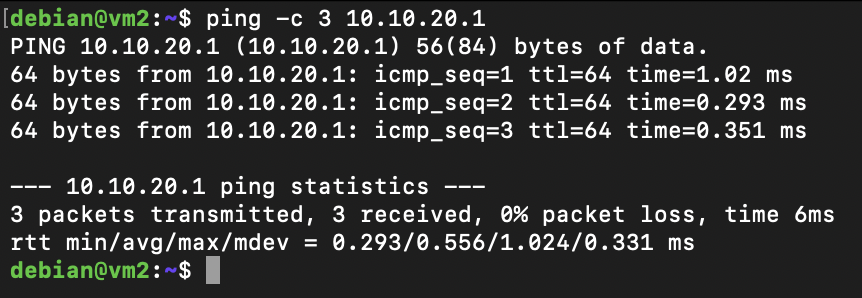 [debian@vm2:~$ ping -c 3 10.10.20.1
PING 10.10.20.1 (10.10.20.1) 56(84) bytes of data.
64 bytes from 10.10.20.1: icmp_seq=1 ttl=64 time=1.02 ms
64 bytes from 10.10.20.1: icmp_seq=2 ttl=64 time=0.293 ms
64 bytes from 10.10.20.1: icmp_seq=3 ttl=64 time=0.351 ms

--- 10.10.20.1 ping statistics ---
3 packets transmitted, 3 received, 0% packet loss, time 6ms
rtt min/avg/max/mdev = 0.293/0.556/1.024/0.331 ms
debian@vm2:~$